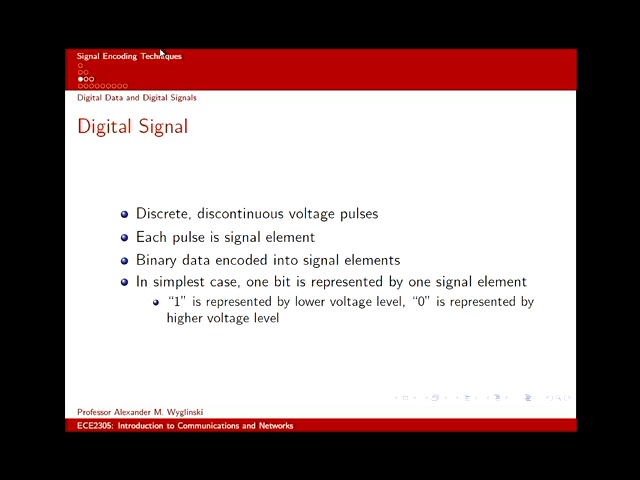 Signal Encoding Techniques
Digital Data and Digital Signals
Digital Signal
Discrete, discontinuous voltage pulses
Each pulse is signal element
Binary data encoded into signal elements
In simplest case, one bit is represented by one signal element
“1” is represented by lower voltage level, “0” is represented by
higher voltage level
Professor Alexander M. Wyglinski
ECE2305: Introduction to Communications and Networks